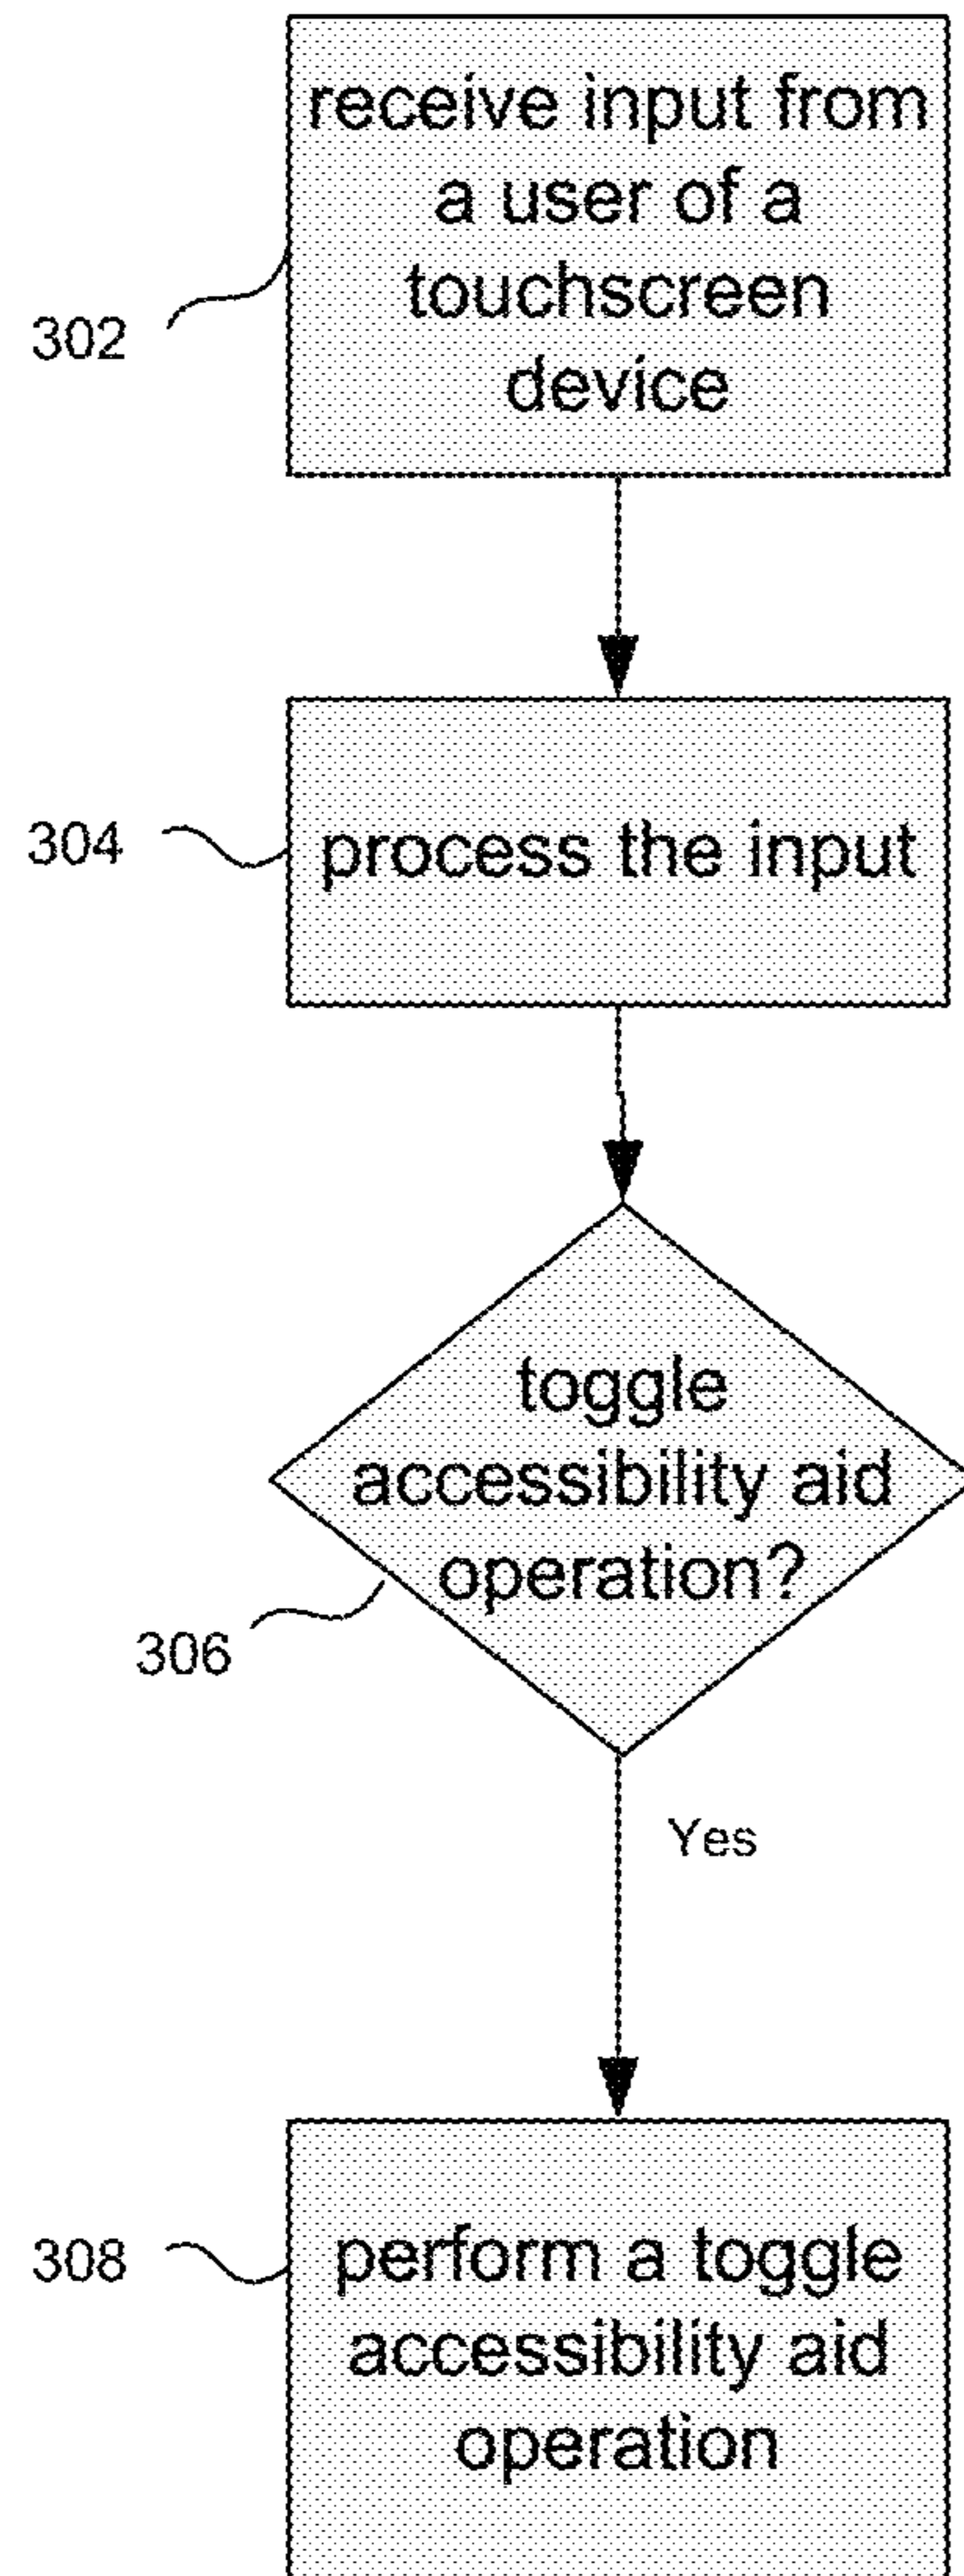 receive input from
a user of a
touchscreen
device
302
304
process the input
toggle
accessibility aid
operation?
306
Yes
308
perform a toggle
accessibility aid
operation